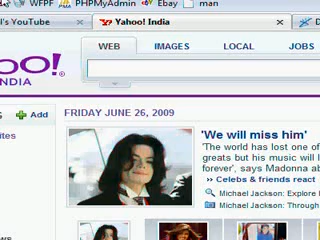 WFPF PHPMyAdmin Ebay man
l's YouTube Yahoo! India
WEB IMAGES LOCAL JOBS
OO!
INDIA
Add
FRIDAY JUNE 26, 2009
'We will miss him'
'The world has lost one of
greats but his music will l
forever', says Madonna ab
» Celebs & friends react
Michael Jackson: Explore
Michael Jackson: Through